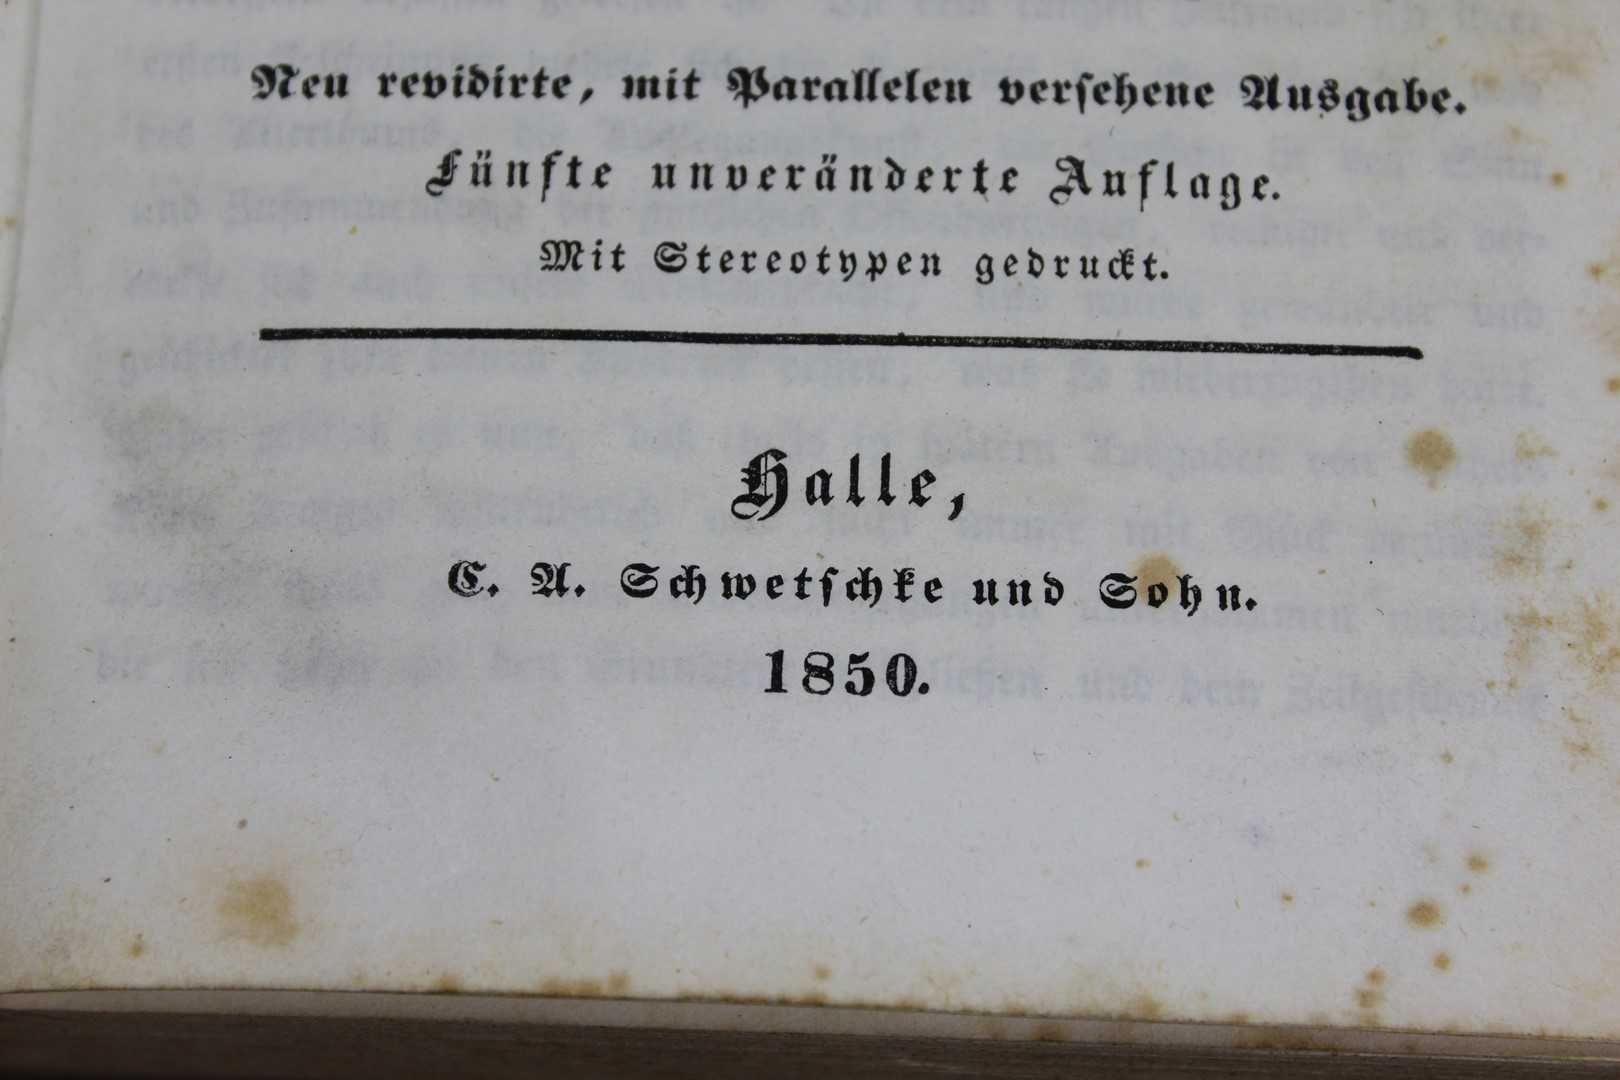 Neu revidirte, mit Parallelen verſehene Ausgabe.
Fünfte unveränderte Auflage.
Mit Stereotypen gedruckt.
Halle,
C. A. Schwetſchke und Sohn.
1850.